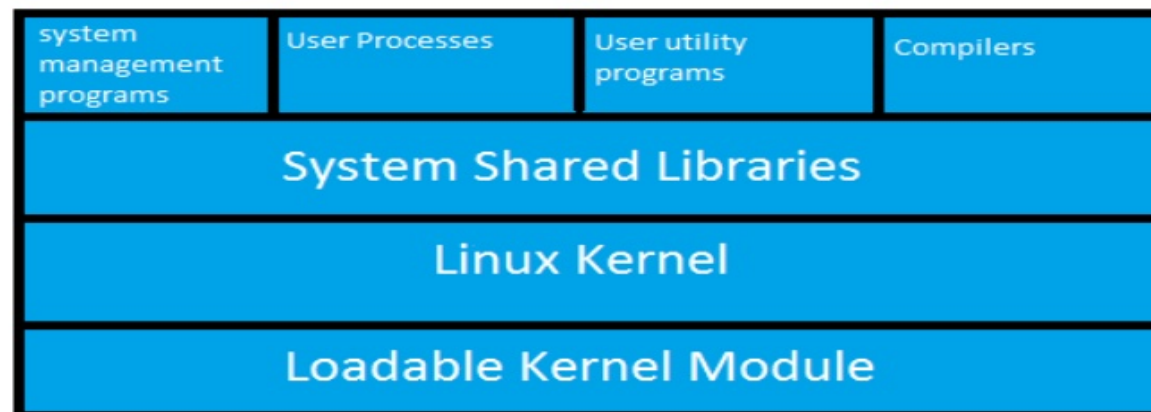 system
management
programs
User Processes
User utility
programs
Compilers
System Shared Libraries
Linux Kernel
Loadable Kernel Module